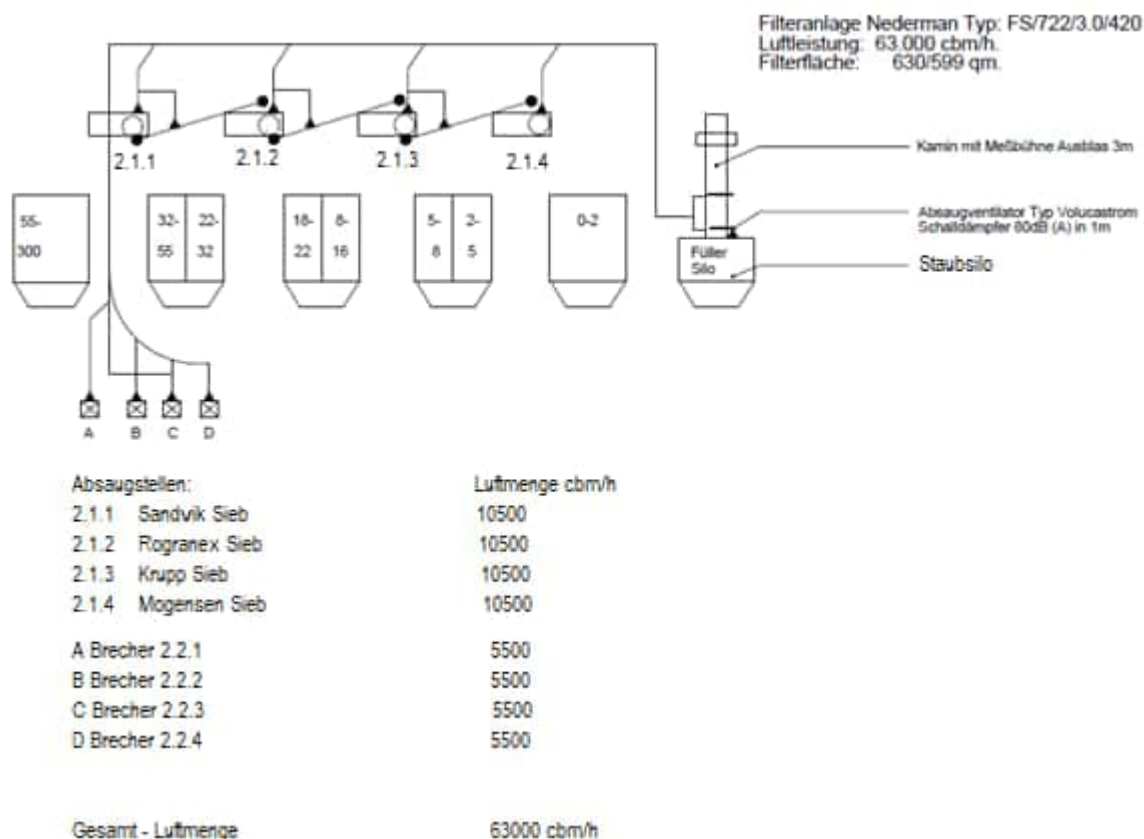 Filteranlage Nederman Typ: FS/722/3.0/420
Luftleistung: 63.000 cbm/h.
Filterfläche: 630/599 qm.
2.1.1 2.1.2 2.1.3 2.1.4
Kamin mit Meßbühne Ausblas 3m
55-
300
32-
55
22-
32
18-
22
8-
16
5-
8
2-
5
0-2
Absaugventilator Typ Volucastrom
Schalldämpfer 80dB (A) in 1m
Füller
Silo
Staubsilo
A B C D
Absaugstellen: Luftmenge cbm/h
2.1.1 Sandvik Sieb 10500
2.1.2 Rogranex Sieb 10500
2.1.3 Krupp Sieb 10500
2.1.4 Mogensen Sieb 10500
A Brecher 2.2.1 5500
B Brecher 2.2.2 5500
C Brecher 2.2.3 5500
D Brecher 2.2.4 5500
Gesamt - Luftmenge 63000 cbm/h